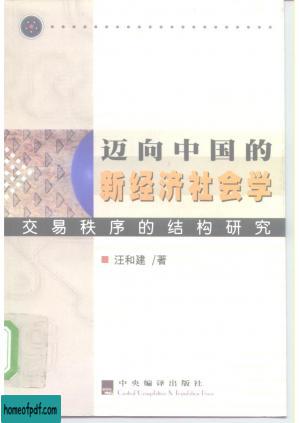 迈向中国的
新经济社会学
交易秩序的结构研究
汪和建 /著
中央编译出版社
Central Compilation & Translation Press
homeofpdf.com